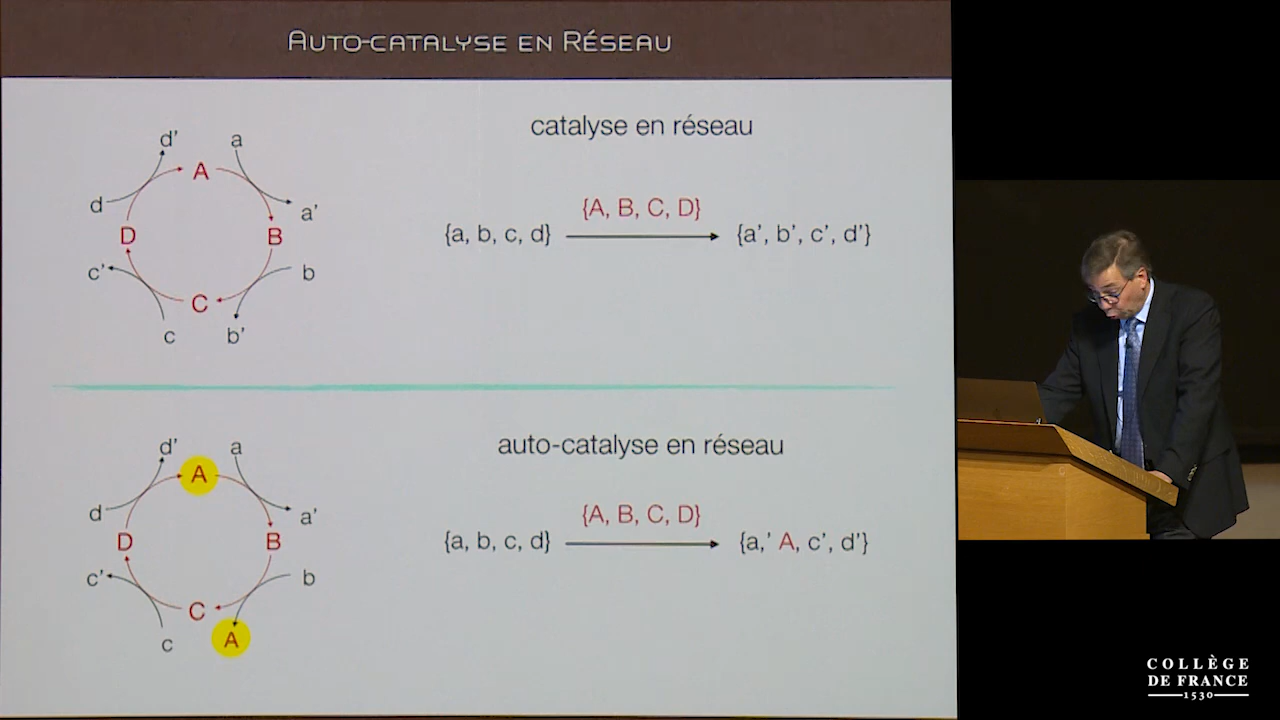 AUTO-CATALYSE EN RÉSEAU
catalyse en réseau
d' a
A
d a'
D B
c' b
C
c b'
{A, B, C, D}
{a, b, c, d} {a', b', c', d'}
auto-catalyse en réseau
d' a
A
d a'
D B
c' b
C
c A
{A, B, C, D}
{a, b, c, d} {a,' A, c', d'}
COLLÈGE
DE FRANCE
1530